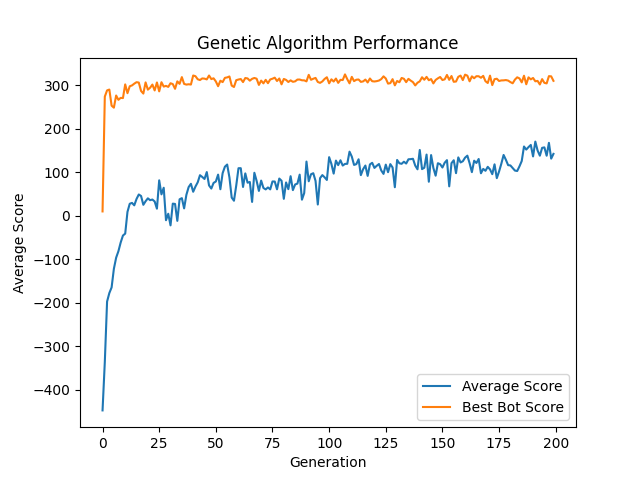 Genetic Algorithm Performance
Average Score
300
200
100
0
−100
−200
−300
−400
0 25 50 75 100 125 150 175 200
Generation
Average Score
Best Bot Score